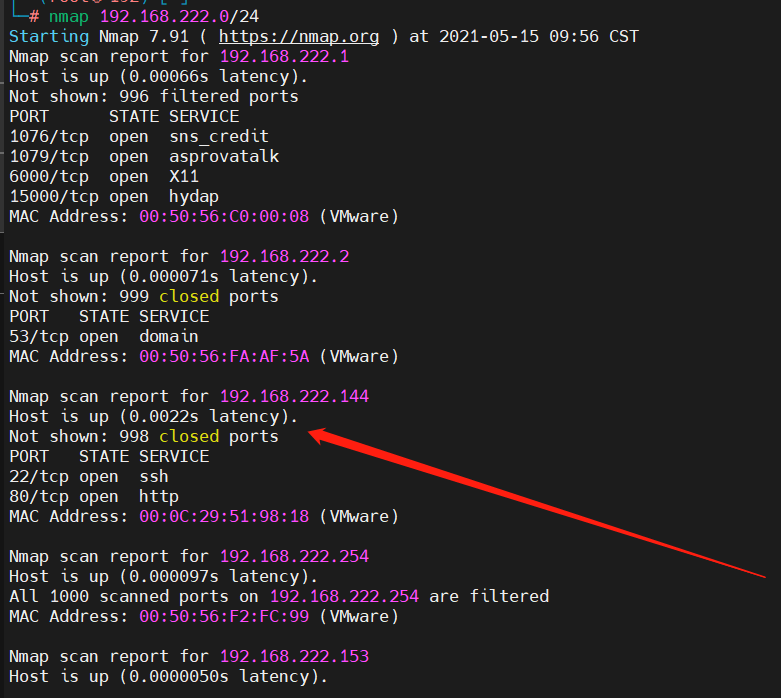 └─# nmap 192.168.222.0/24
Starting Nmap 7.91 ( https://nmap.org ) at 2021-05-15 09:56 CST
Nmap scan report for 192.168.222.1
Host is up (0.00066s latency).
Not shown: 996 filtered ports
PORT      STATE SERVICE
1076/tcp  open  sns_credit
1079/tcp  open  asprovatalk
6000/tcp  open  X11
15000/tcp open  hydap
MAC Address: 00:50:56:C0:00:08 (VMware)

Nmap scan report for 192.168.222.2
Host is up (0.000071s latency).
Not shown: 999 closed ports
PORT   STATE SERVICE
53/tcp open  domain
MAC Address: 00:50:56:FA:AF:5A (VMware)

Nmap scan report for 192.168.222.144
Host is up (0.0022s latency).
Not shown: 998 closed ports
PORT   STATE SERVICE
22/tcp open  ssh
80/tcp open  http
MAC Address: 00:0C:29:51:98:18 (VMware)

Nmap scan report for 192.168.222.254
Host is up (0.000097s latency).
All 1000 scanned ports on 192.168.222.254 are filtered
MAC Address: 00:50:56:F2:FC:99 (VMware)

Nmap scan report for 192.168.222.153
Host is up (0.0000050s latency).